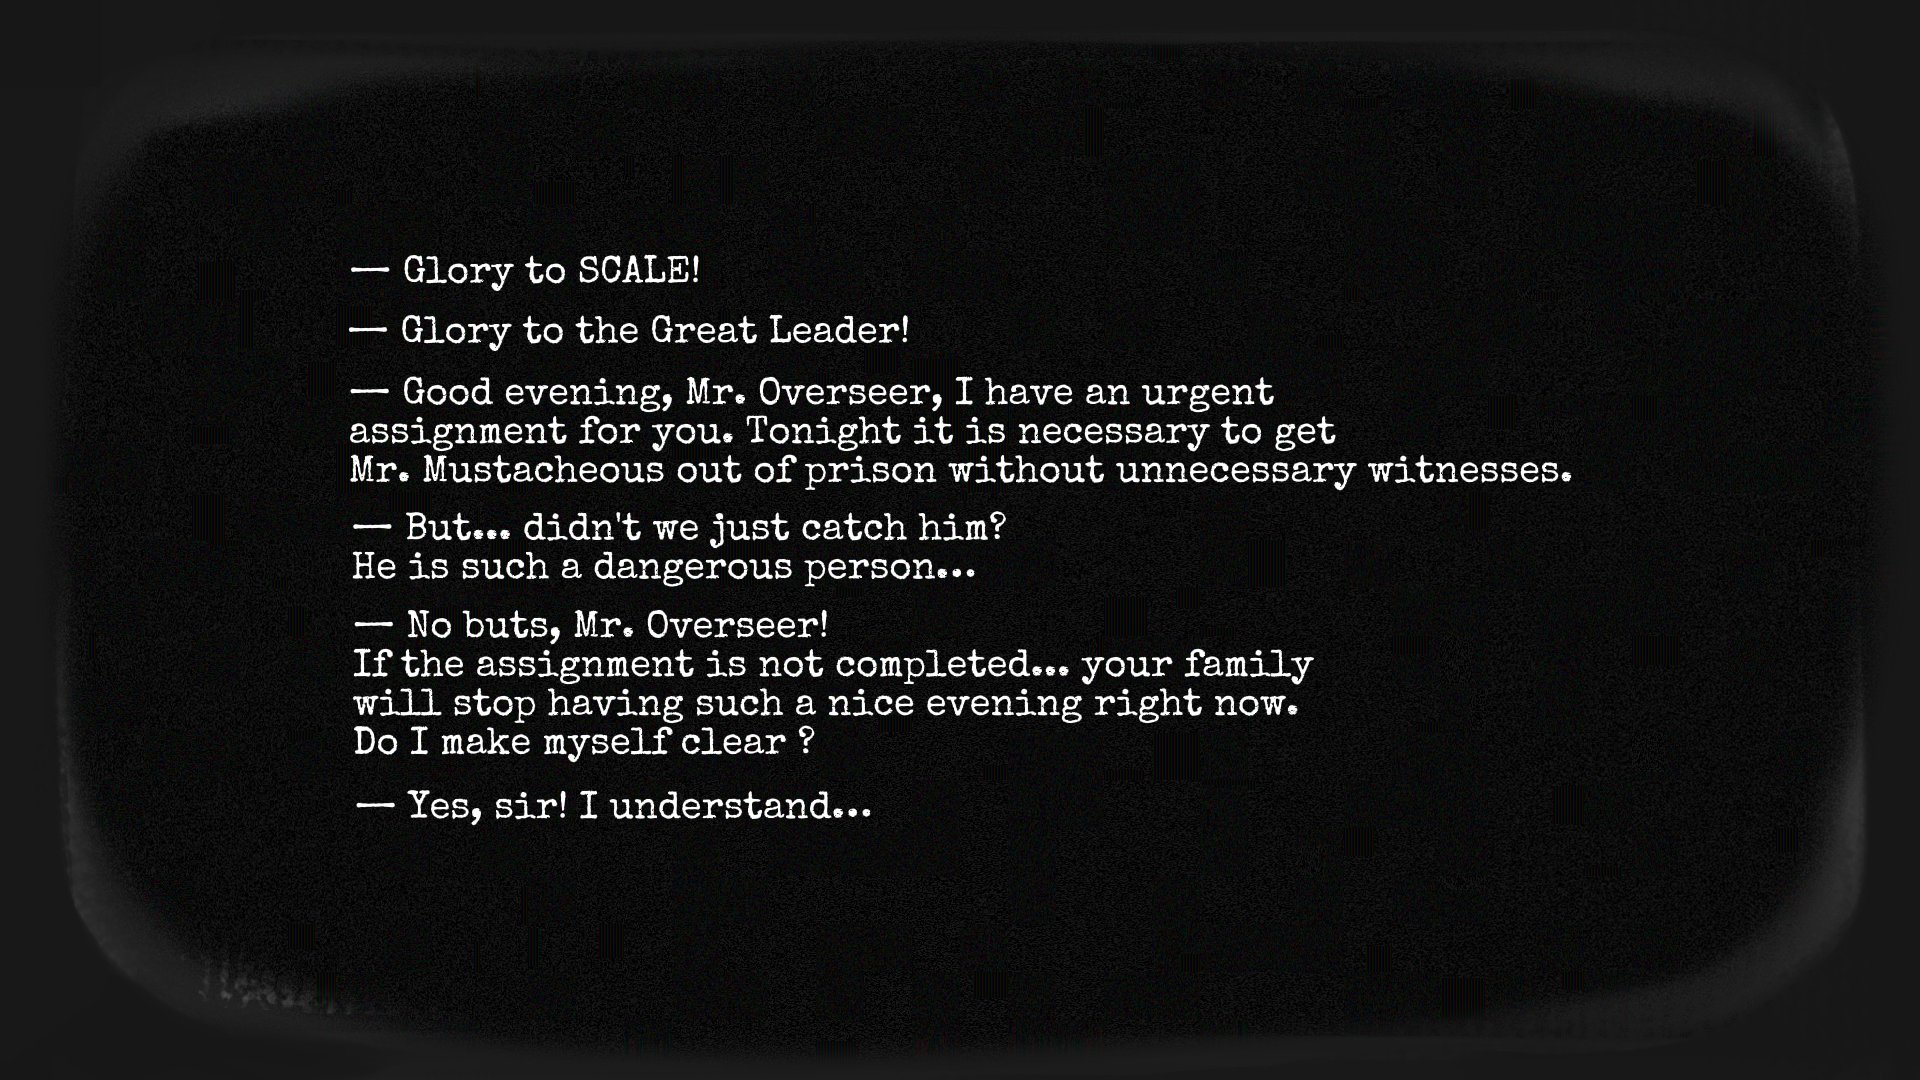 — Glory to SCALE!
— Glory to the Great Leader!
— Good evening, Mr. Overseer, I have an urgent
assignment for you. Tonight it is necessary to get
Mr. Mustacheous out of prison without unnecessary witnesses.
— But... didn't we just catch him?
He is such a dangerous person...
— No buts, Mr. Overseer!
If the assignment is not completed... your family
will stop having such a nice evening right now.
Do I make myself clear ?
— Yes, sir! I understand...